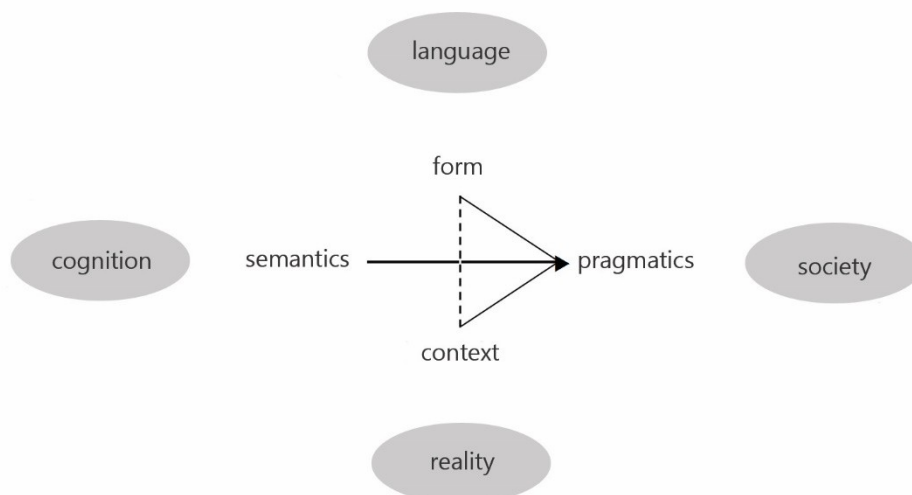 language
form
cognition semantics pragmatics society
context
reality